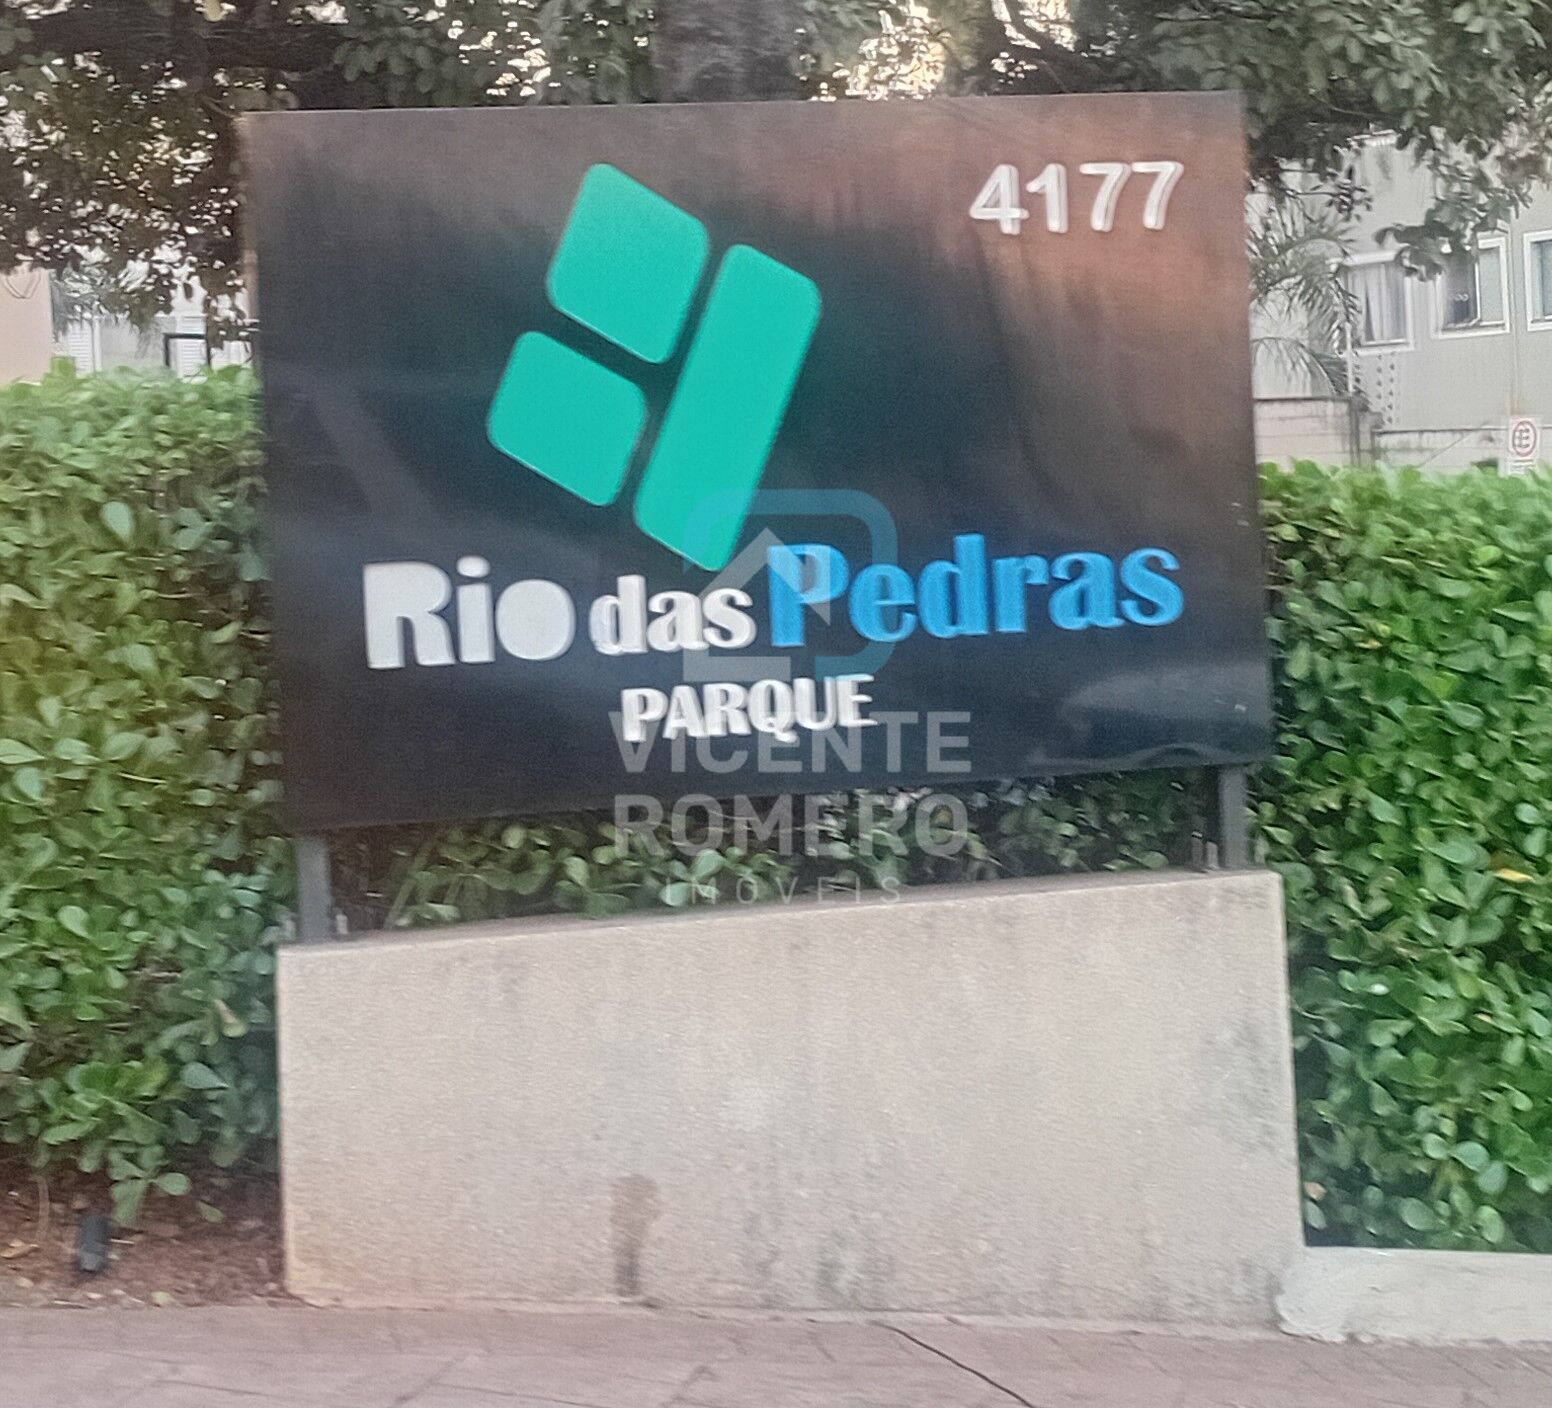 4177
Rio das Pedras
PARQUE
VICENTE
ROMERO
IMÓVEIS